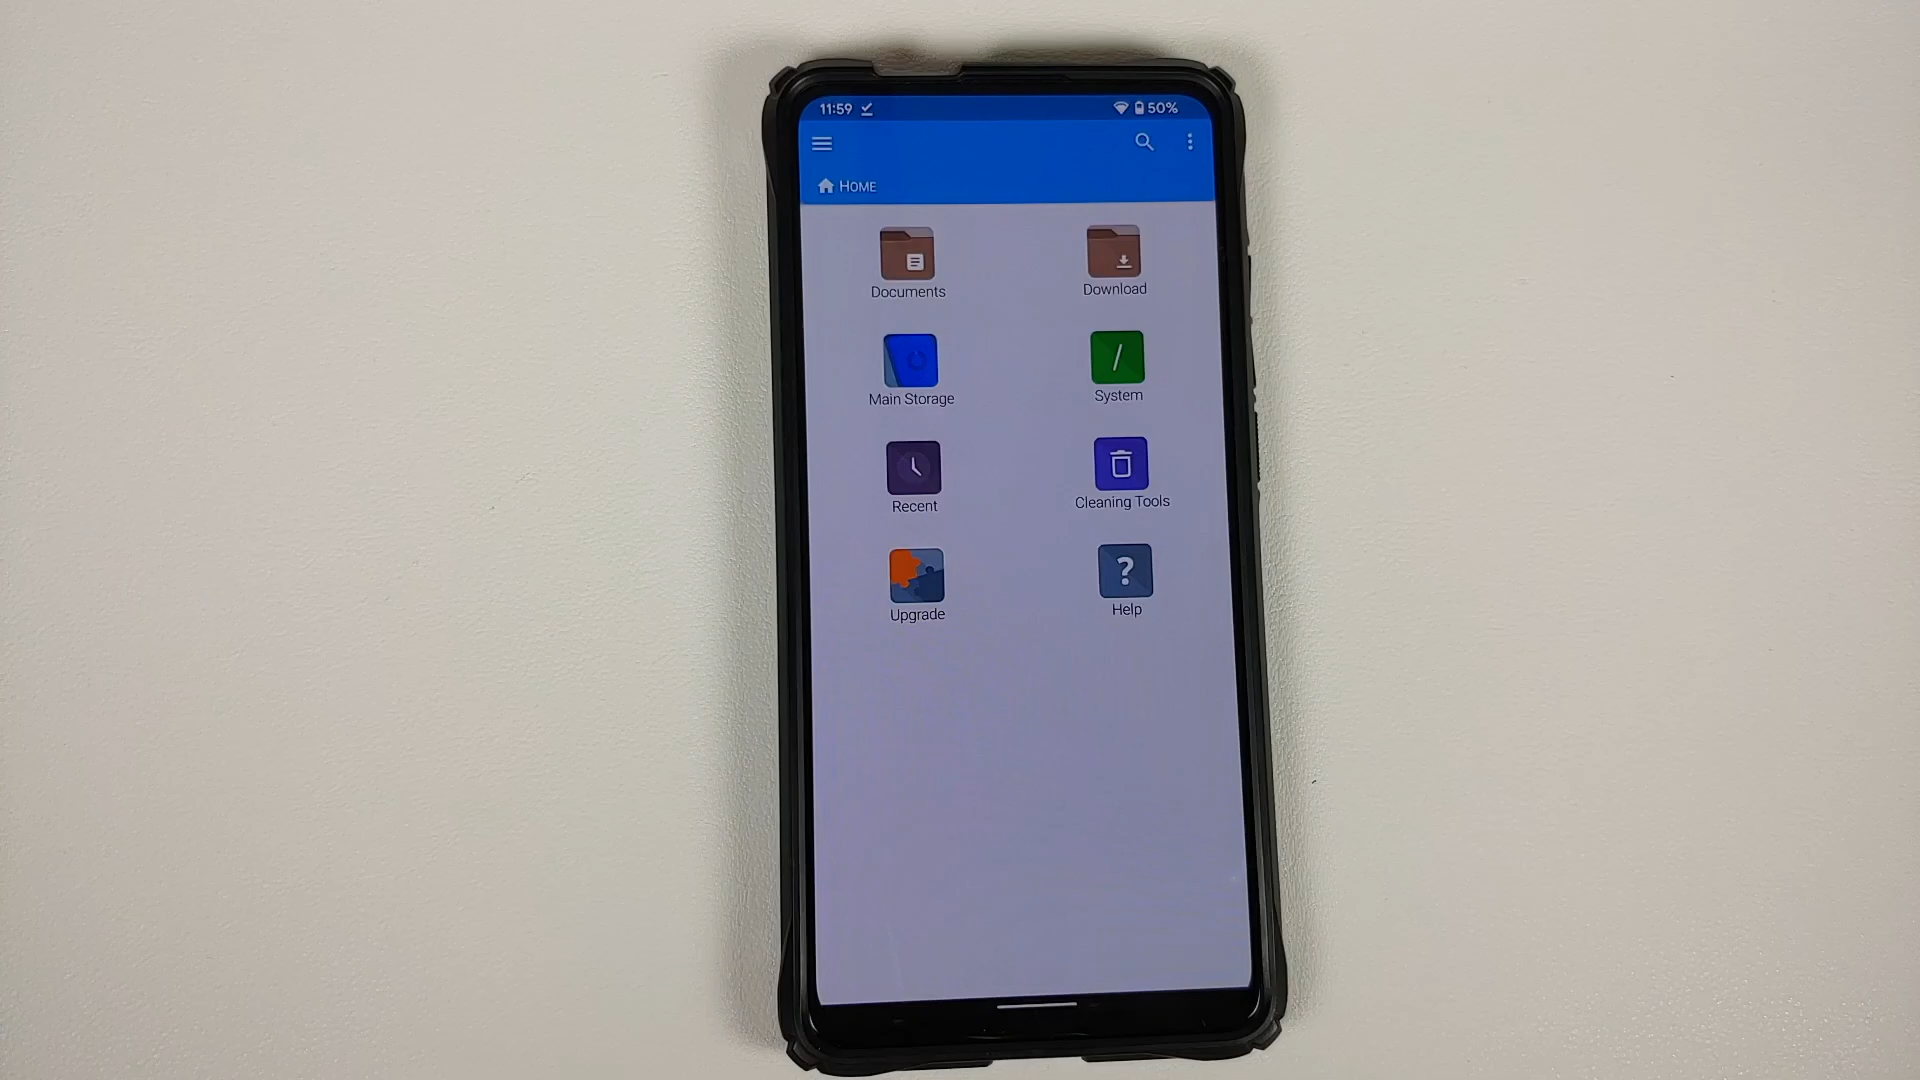 11:59
50%
HOME
Documents
Download
Main Storage
/
System
Recent
Cleaning Tools
Upgrade
?
Help